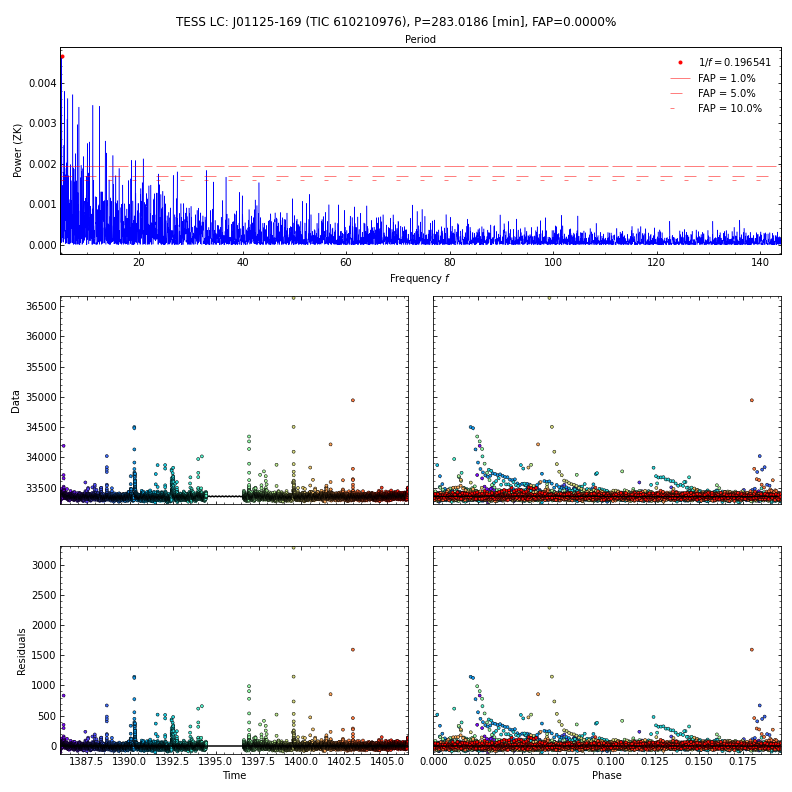 TESS LC: J01125-169 (TIC 610210976), P=283.0186 [min], FAP=0.0000%
Period
Power (ZK)
0.004
0.003
0.002
0.001
0.000
1/f = 0.196541
FAP = 1.0%
FAP = 5.0%
FAP = 10.0%
20 40 60 80 100 120 140
Frequency f
Data
36500
36000
35500
35000
34500
34000
33500
Residuals
3000
2500
2000
1500
1000
500
0
1387.5 1390.0 1392.5 1395.0 1397.5 1400.0 1402.5 1405.0
Time
0.000 0.025 0.050 0.075 0.100 0.125 0.150 0.175
Phase